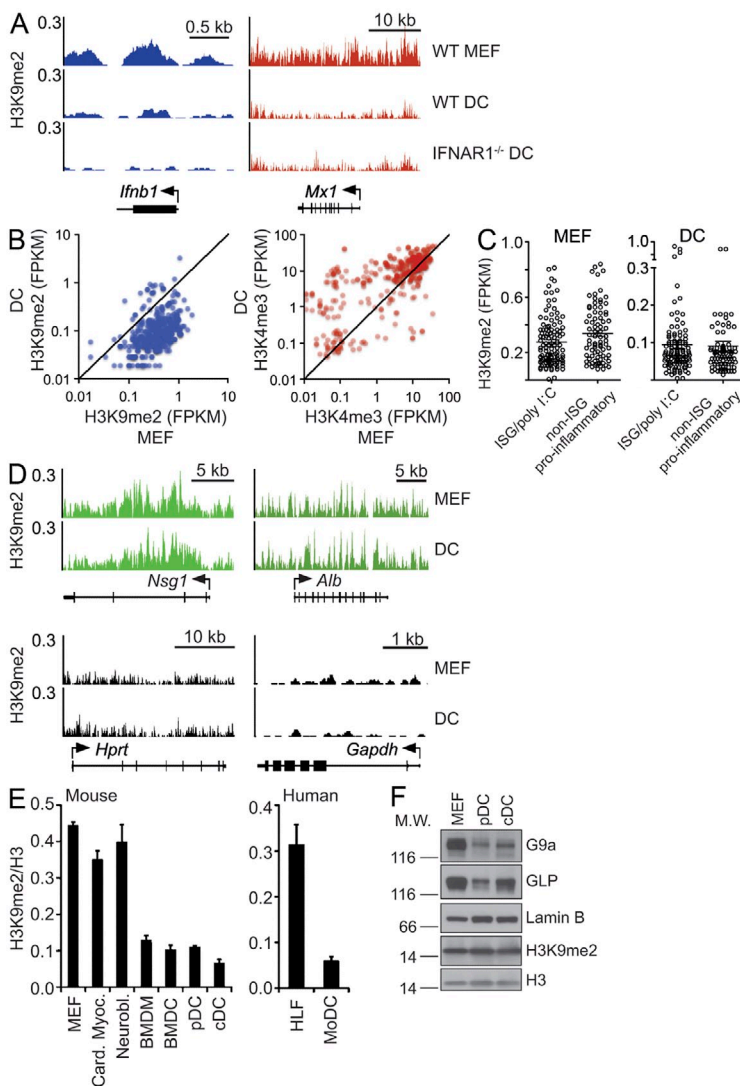 A
0.3
0.5 kb
10 kb
WT MEF
H3K9me2
0.3
WT DC
0.3
IFNAR1-/- DC
Ifnb1
Mx1
B
DC
H3K9me2 (FPKM)
10
1
0.1
0.01
0.01 0.1 1 10
H3K9me2 (FPKM)
MEF
DC
H3K4me3 (FPKM)
100
10
1
0.1
0.01
0.01 0.1 1 10 100
H3K4me3 (FPKM)
MEF
C
MEF
DC
H3K9me2 (FPKM)
1.0
0.8
0.6
0.4
0.2
1.0
0.3
0.2
0.1
ISG/poly I:C
non-ISG
pro-inflammatory
ISG/poly I:C
non-ISG
pro-inflammatory
D
0.3
5 kb
5 kb
MEF
H3K9me2
0.3
DC
Nsg1
Alb
0.3
10 kb
1 kb
MEF
H3K9me2
0.3
DC
Hprt
Gapdh
E
Mouse
H3K9me2/H3
0.5
0.4
0.3
0.2
0.1
0.0
MEF
Card. Myoc.
Neurobl.
BMDM
BMDC
pDC
cDC
Human
0.4
0.3
0.2
0.1
0.0
HLF
MoDC
F
M.W.
MEF
pDC
cDC
116
G9a
116
GLP
66
Lamin B
14
H3K9me2
14
H3